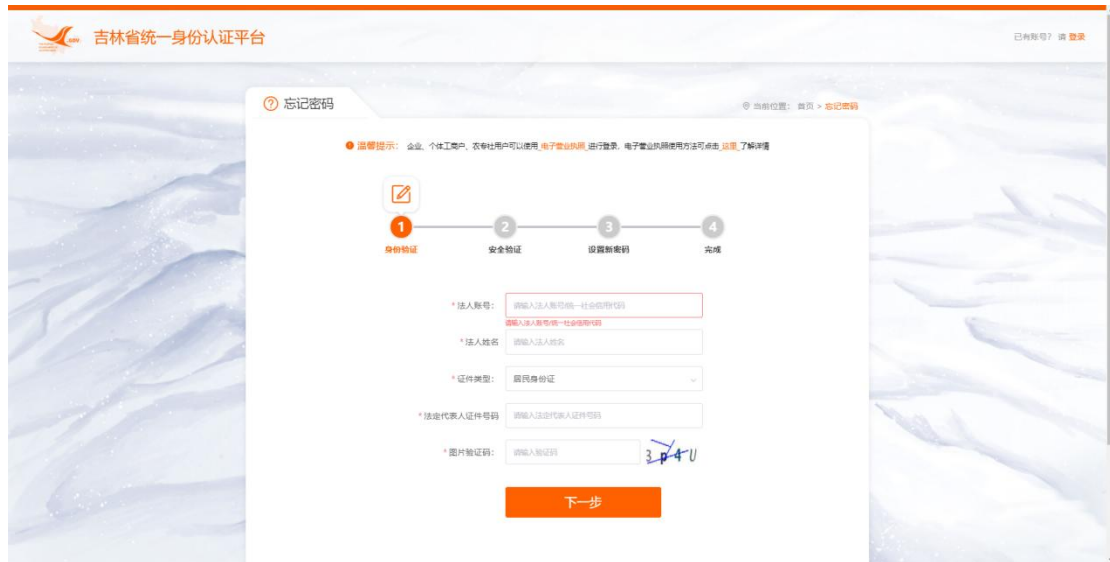 吉林省统一身份认证平台
已有账号? 请 登录
忘记密码
当前位置: 首页 > 忘记密码
温馨提示: 企业、个体工商户、农专社用户可以使用 电子营业执照 进行登录, 电子营业执照使用方法可点击 这里 了解详情
1 2 3 4
身份验证 安全验证 设置新密码 完成
*法人账号: 请输入法人账号/统一社会信用代码
请输入法人账号/统一社会信用代码
*法人姓名 请输入法人姓名
*证件类型: 居民身份证
*法定代表人证件号码 请输入法定代表人证件号码
*图片验证码: 请输入验证码 3p4U
下一步